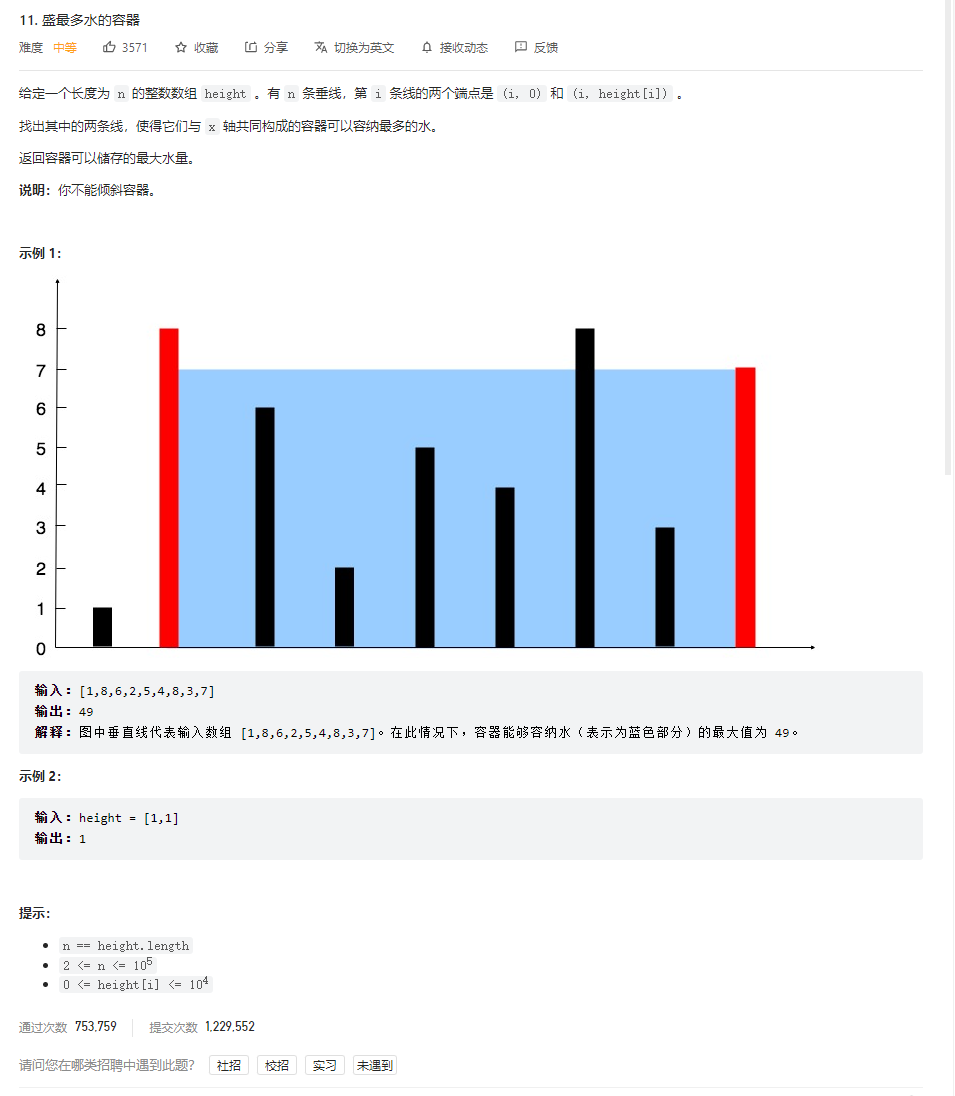 11. 盛最多水的容器
难度 中等 3571 收藏 分享 切换为英文 接收动态 反馈
给定一个长度为 n 的整数数组 height 。有 n 条垂线，第 i 条线的两个端点是 (i, 0) 和 (i, height[i]) 。
找出其中的两条线，使得它们与 x 轴共同构成的容器可以容纳最多的水。
返回容器可以储存的最大水量。
说明：你不能倾斜容器。
示例 1：
8
7
6
5
4
3
2
1
0
输入：[1,8,6,2,5,4,8,3,7]
输出：49
解释：图中垂直线代表输入数组 [1,8,6,2,5,4,8,3,7]。在此情况下，容器能够容纳水（表示为蓝色部分）的最大值为 49。
示例 2：
输入：height = [1,1]
输出：1
提示：
n == height.length
2 <= n <= 10⁵
0 <= height[i] <= 10⁴
通过次数 753,759 提交次数 1,229,552
请问您在哪类招聘中遇到此题？ 社招 校招 实习 未遇到